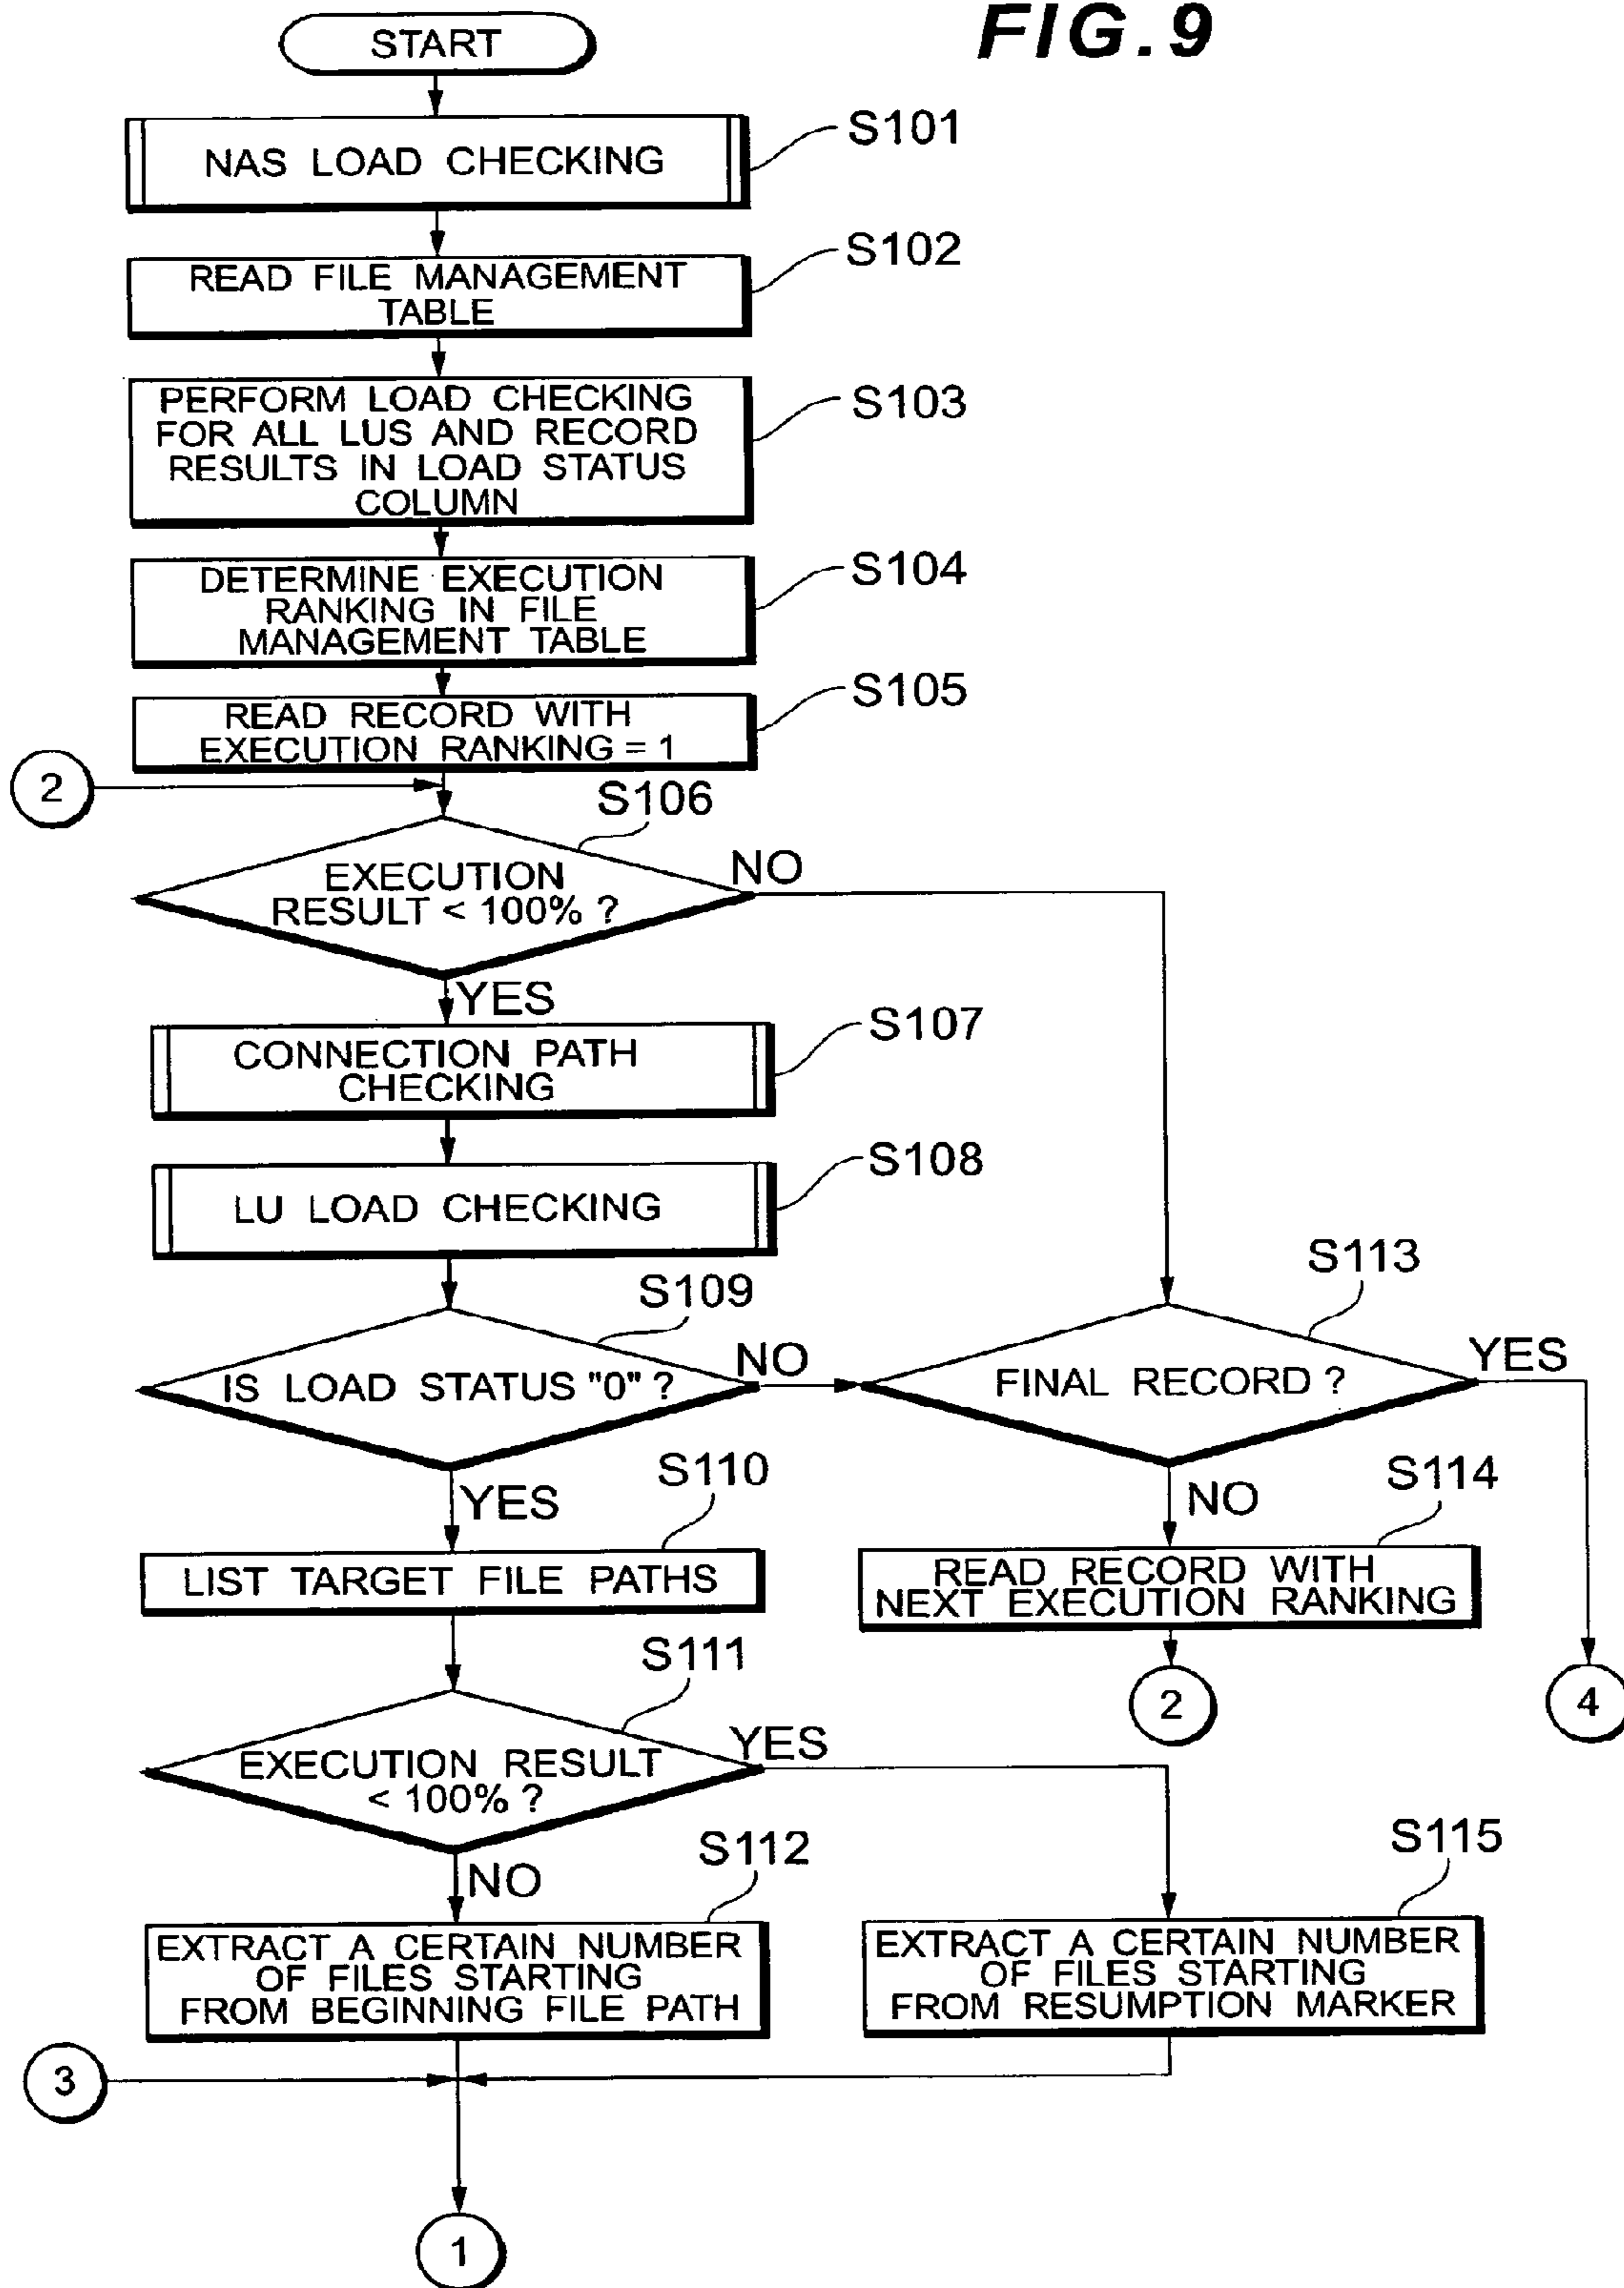 FIG. 9
START
NAS LOAD CHECKING
S101
READ FILE MANAGEMENT
TABLE
S102
PERFORM LOAD CHECKING
FOR ALL LUS AND RECORD
RESULTS IN LOAD STATUS
COLUMN
S103
DETERMINE EXECUTION
RANKING IN FILE
MANAGEMENT TABLE
S104
READ RECORD WITH
EXECUTION RANKING = 1
S105
2
S106
EXECUTION
RESULT < 100% ?
NO
YES
CONNECTION PATH
CHECKING
S107
LU LOAD CHECKING
S108
S109
IS LOAD STATUS "0" ?
NO
YES
S113
FINAL RECORD ?
YES
NO
S110
LIST TARGET FILE PATHS
S114
READ RECORD WITH
NEXT EXECUTION RANKING
2
4
S111
EXECUTION RESULT
< 100% ?
YES
NO
S112
EXTRACT A CERTAIN NUMBER
OF FILES STARTING
FROM BEGINNING FILE PATH
S115
EXTRACT A CERTAIN NUMBER
OF FILES STARTING
FROM RESUMPTION MARKER
3
1